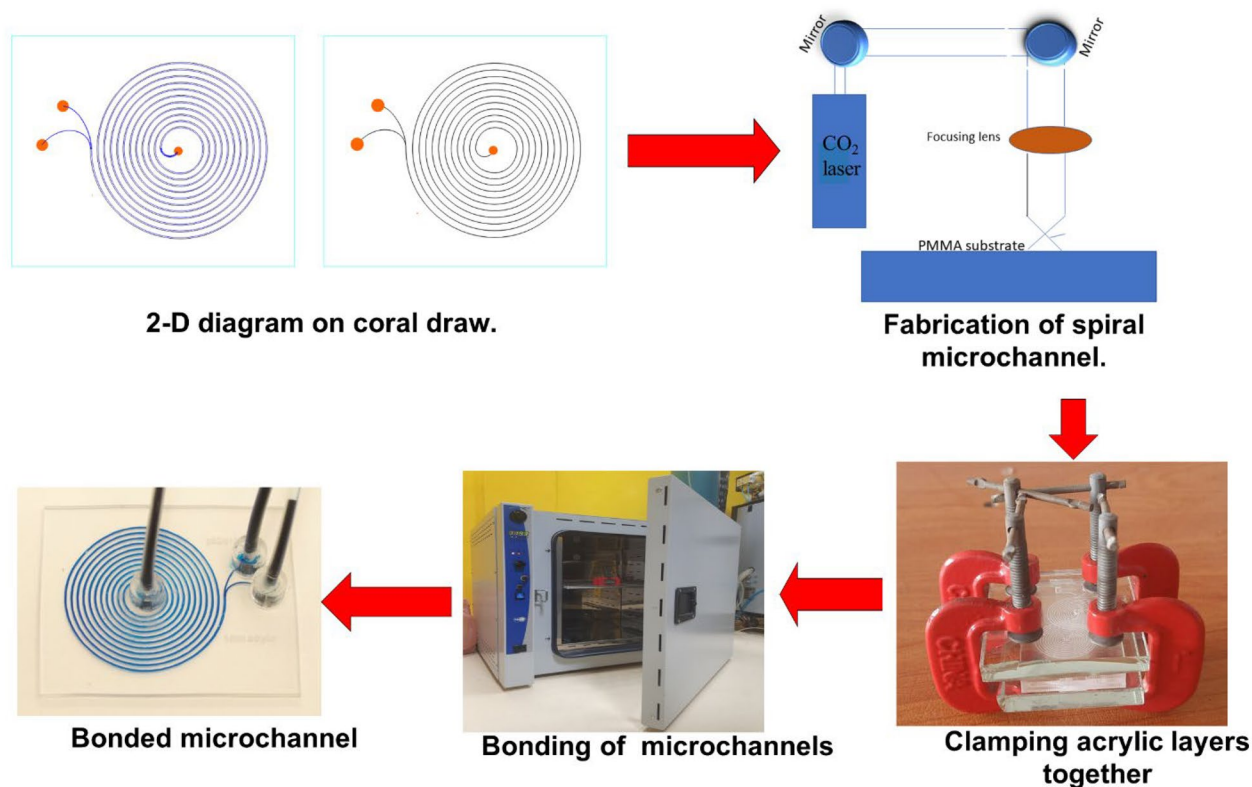 Mirror
Mirror
CO₂
laser
Focusing lens
PMMA substrate
2-D diagram on coral draw.
Fabrication of spiral
microchannel.
Bonded microchannel
Bonding of microchannels
Clamping acrylic layers
together